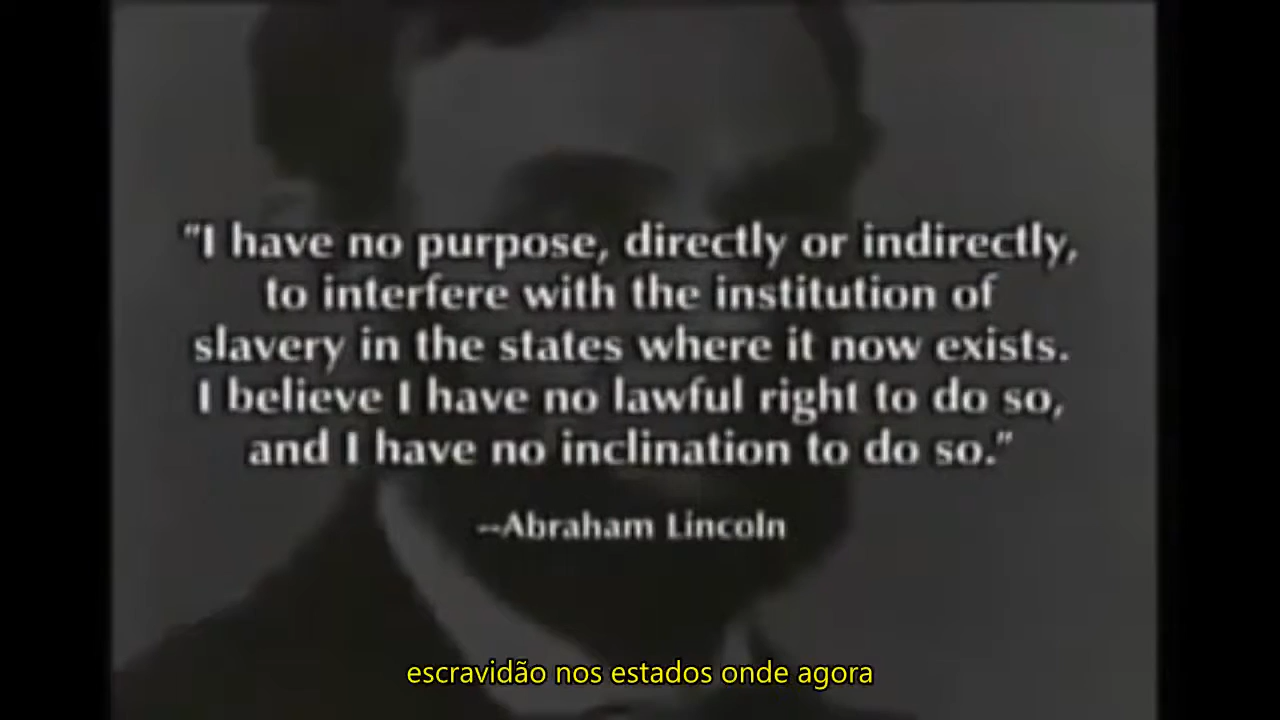 "I have no purpose, directly or indirectly,
to interfere with the institution of
slavery in the states where it now exists.
I believe I have no lawful right to do so,
and I have no inclination to do so."
--Abraham Lincoln
escravidão nos estados onde agora